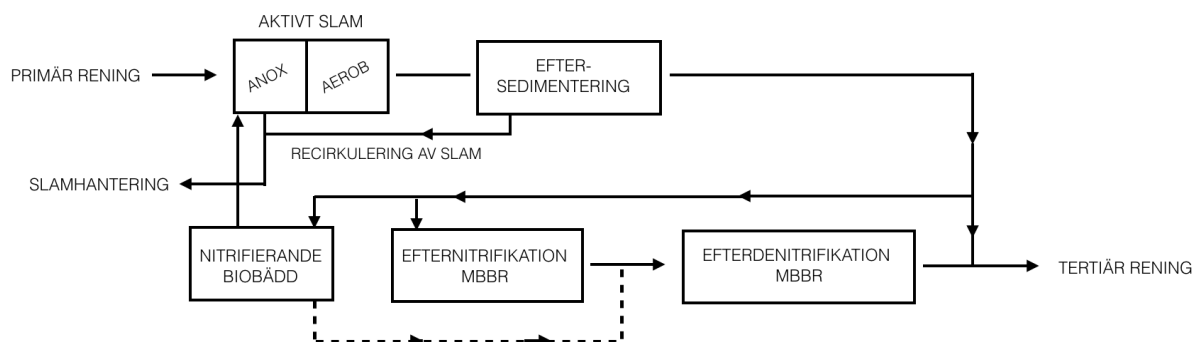 AKTIVT SLAM
PRIMÄR RENING
ANOX
AEROB
EFTER-
SEDIMENTERING
RECIRKULERING AV SLAM
SLAMHANTERING
NITRIFIERANDE
BIOBÄDD
EFTERNITRIFIKATION
MBBR
EFTERDENITRIFIKATION
MBBR
TERTIÄR RENING